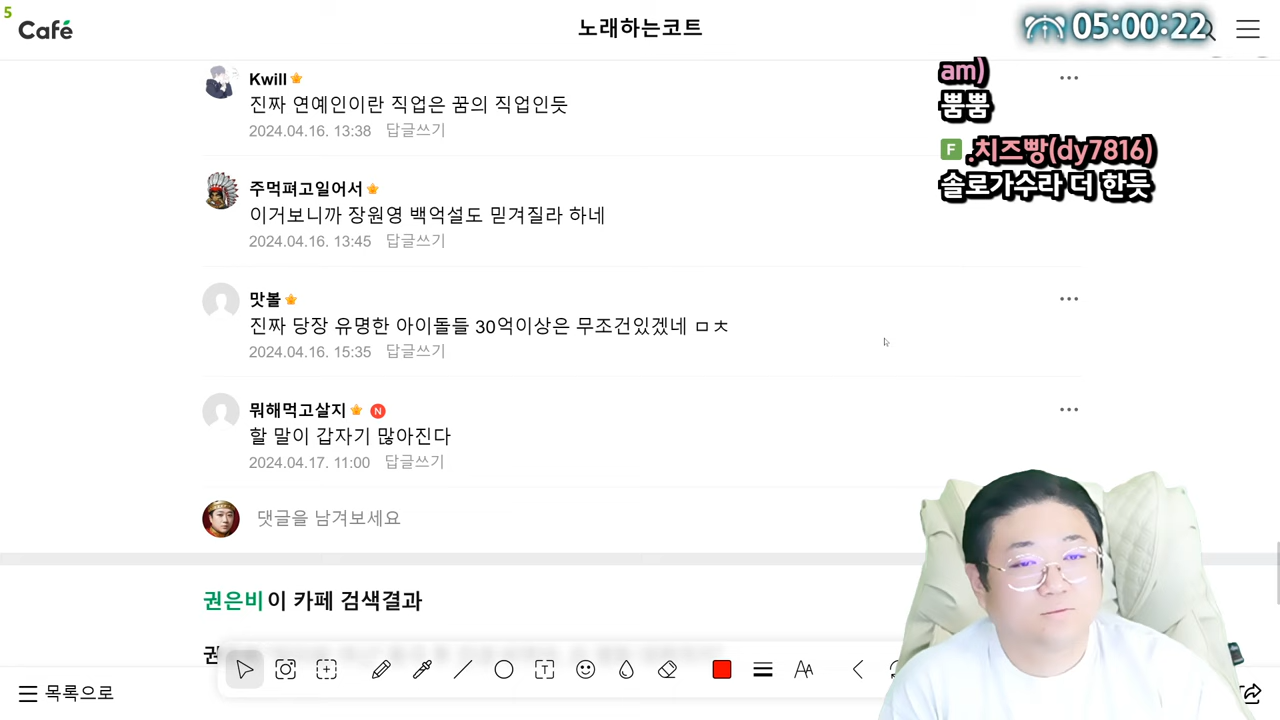 5
Café
노래하는코트
05:00:22
am)
뿜뿜
F .치즈빵(dy7816)
솔로가수라 더 한듯
Kwill
진짜 연예인이란 직업은 꿈의 직업인듯
2024.04.16. 13:38 답글쓰기
주먹펴고일어서
이거보니까 장원영 백억설도 믿겨질라 하네
2024.04.16. 13:45 답글쓰기
맛볼
진짜 당장 유명한 아이돌들 30억이상은 무조건있겠네 ㅁㅊ
2024.04.16. 15:35 답글쓰기
뭐해먹고살지 N
할 말이 갑자기 많아진다
2024.04.17. 11:00 답글쓰기
댓글을 남겨보세요
권은비이 카페 검색결과
권
T
AA
목록으로